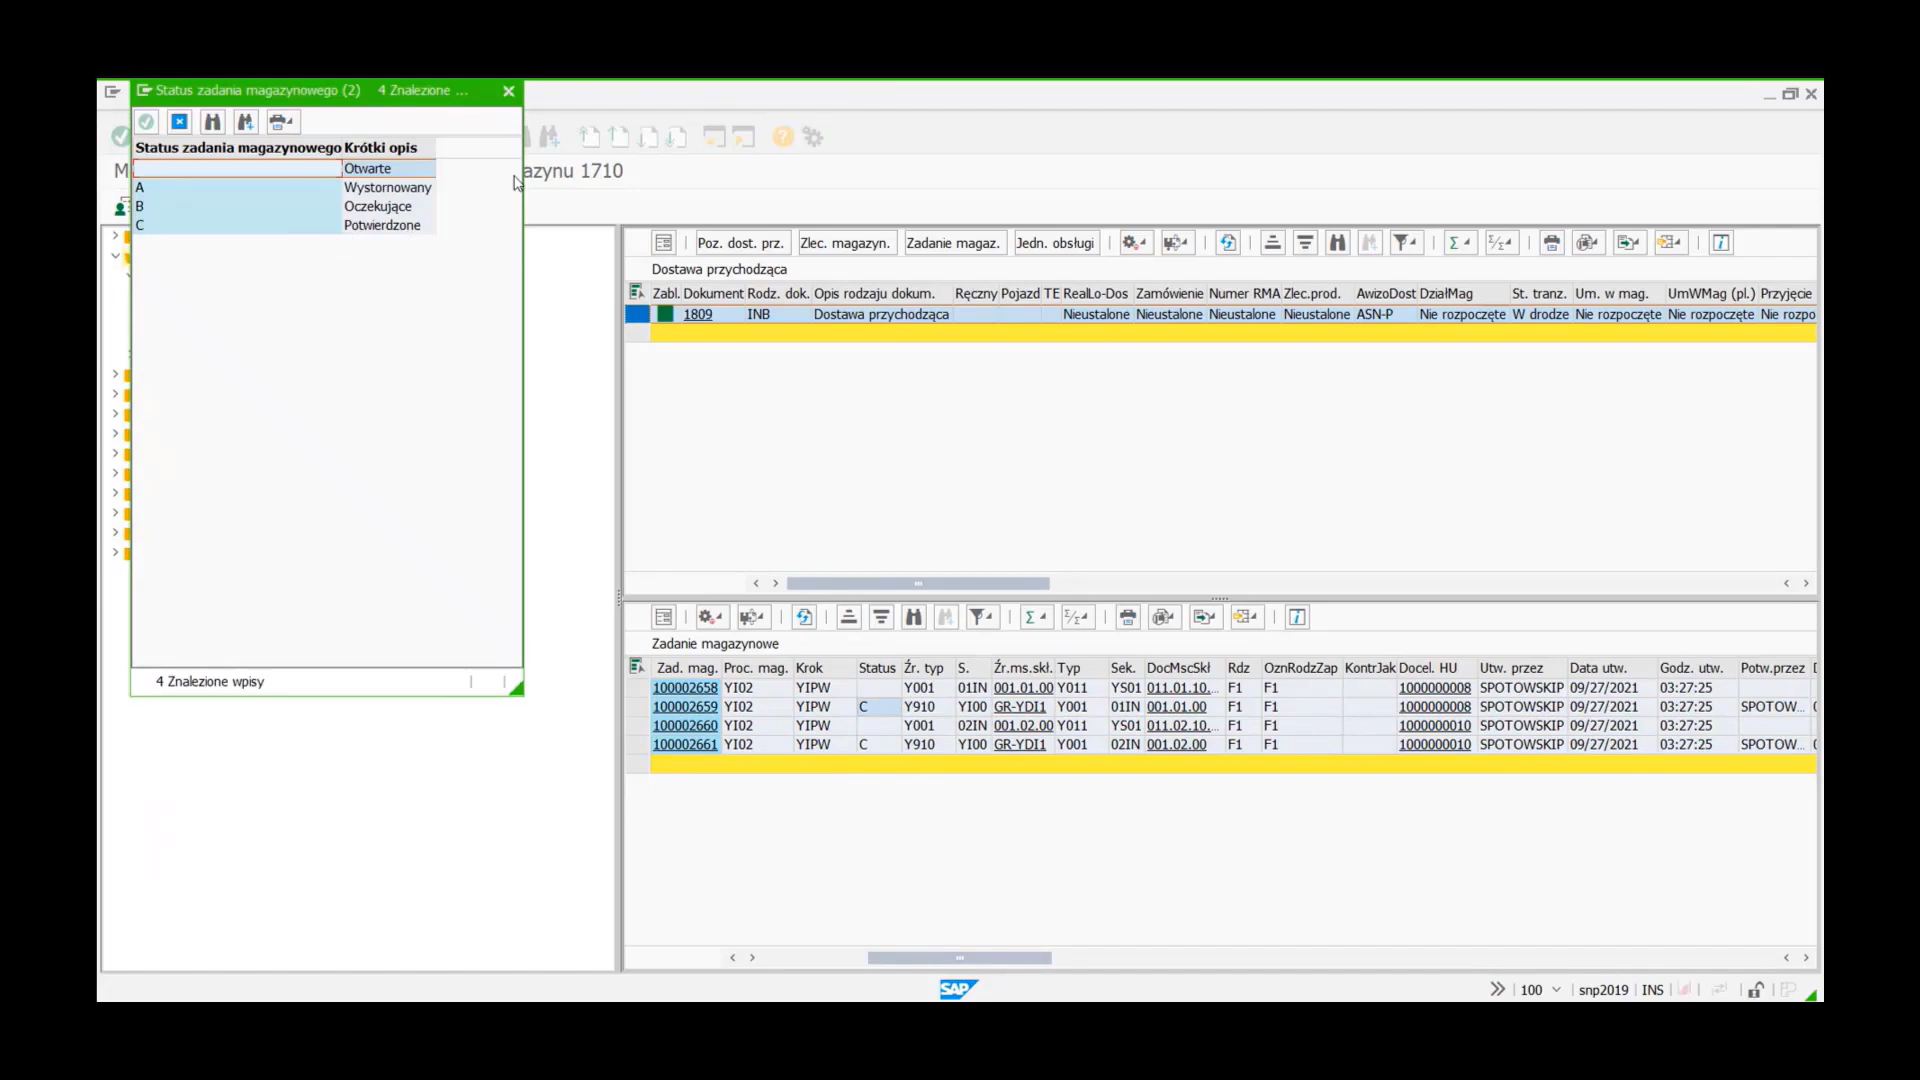 Status zadania magazynowego (2) 4 Znalezione ...
Status zadania magazynowego Krótki opis
Otwarte
A Wystornowany
B Oczekujące
C Potwierdzone
4 Znalezione wpisy
M azynu 1710
Poz. dost. prz. Zlec. magazyn. Zadanie magaz. Jedn. obsługi
Dostawa przychodząca
Zabl. Dokument Rodz. dok. Opis rodzaju dokum. Ręczny Pojazd TE RealLo-Dos Zamówienie Numer RMA Zlec.prod. AwizoDost DziałMag St. tranz. Um. w mag. UmWMag (pl.) Przyjęcie
1809 INB Dostawa przychodząca Nieustalone Nieustalone Nieustalone Nieustalone ASN-P Nie rozpoczęte W drodze Nie rozpoczęte Nie rozpoczęte Nie rozpo
Zadanie magazynowe
Zad. mag. Proc. mag. Krok Status Źr. typ S. Źr.ms.skł. Typ Sek. DocMscSkł Rdz OznRodzZap KontrJak Docel. HU Utw. przez Data utw. Godz. utw. Potw.przez D
100002658 YI02 YIPW Y001 01IN 001.01.00 Y011 YS01 011.01.10... F1 F1 1000000008 SPOTOWSKIP 09/27/2021 03:27:25
100002659 YI02 YIPW C Y910 YI00 GR-YDI1 Y001 01IN 001.01.00 F1 F1 1000000008 SPOTOWSKIP 09/27/2021 03:27:25 SPOTOW... 0
100002660 YI02 YIPW Y001 02IN 001.02.00 Y011 YS01 011.02.10... F1 F1 1000000010 SPOTOWSKIP 09/27/2021 03:27:25
100002661 YI02 YIPW C Y910 YI00 GR-YDI1 Y001 02IN 001.02.00 F1 F1 1000000010 SPOTOWSKIP 09/27/2021 03:27:25 SPOTOW... 0
SAP
100 snp2019 INS